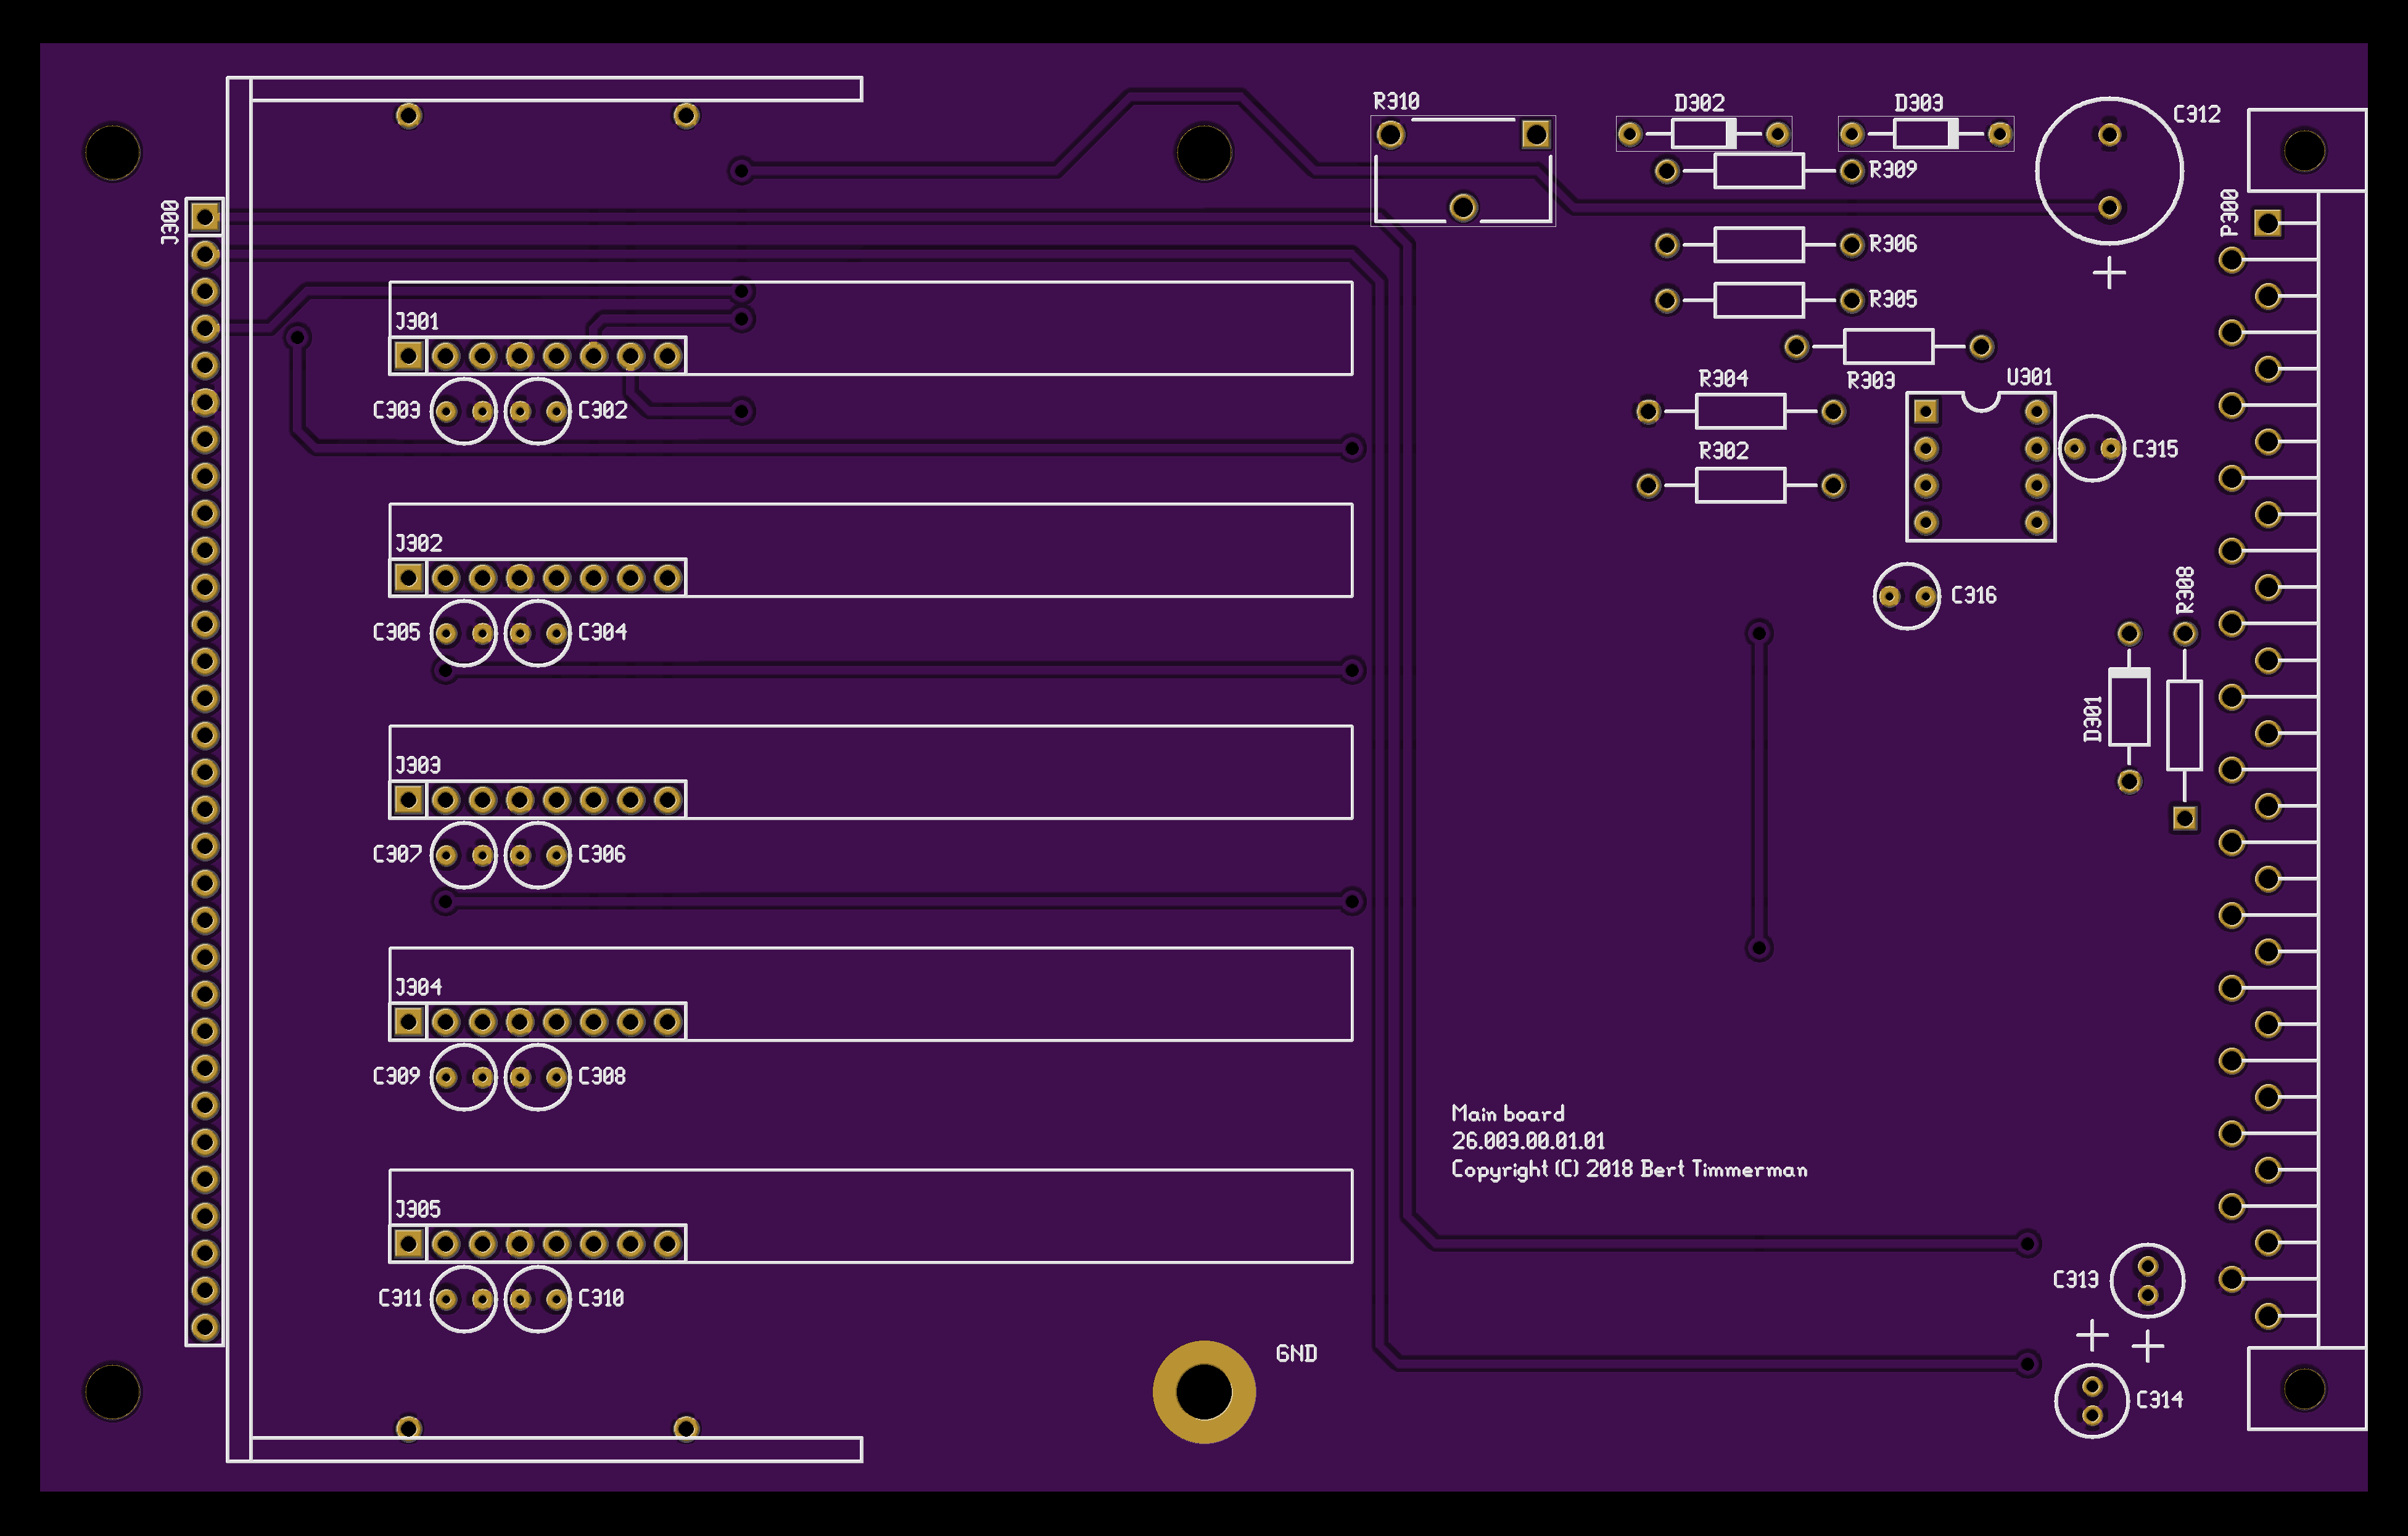 R310
D302
D303
C312
R309
J300
P300
R306
R305
J301
R304
R303
U301
C303
C302
R302
C315
J302
C316
R308
C305
C304
D301
J303
C307
C306
J304
C309
C308
Main board
26.003.00.01.01
Copyright (C) 2018 Bert Timmerman
J305
C313
C311
C310
GND
C314